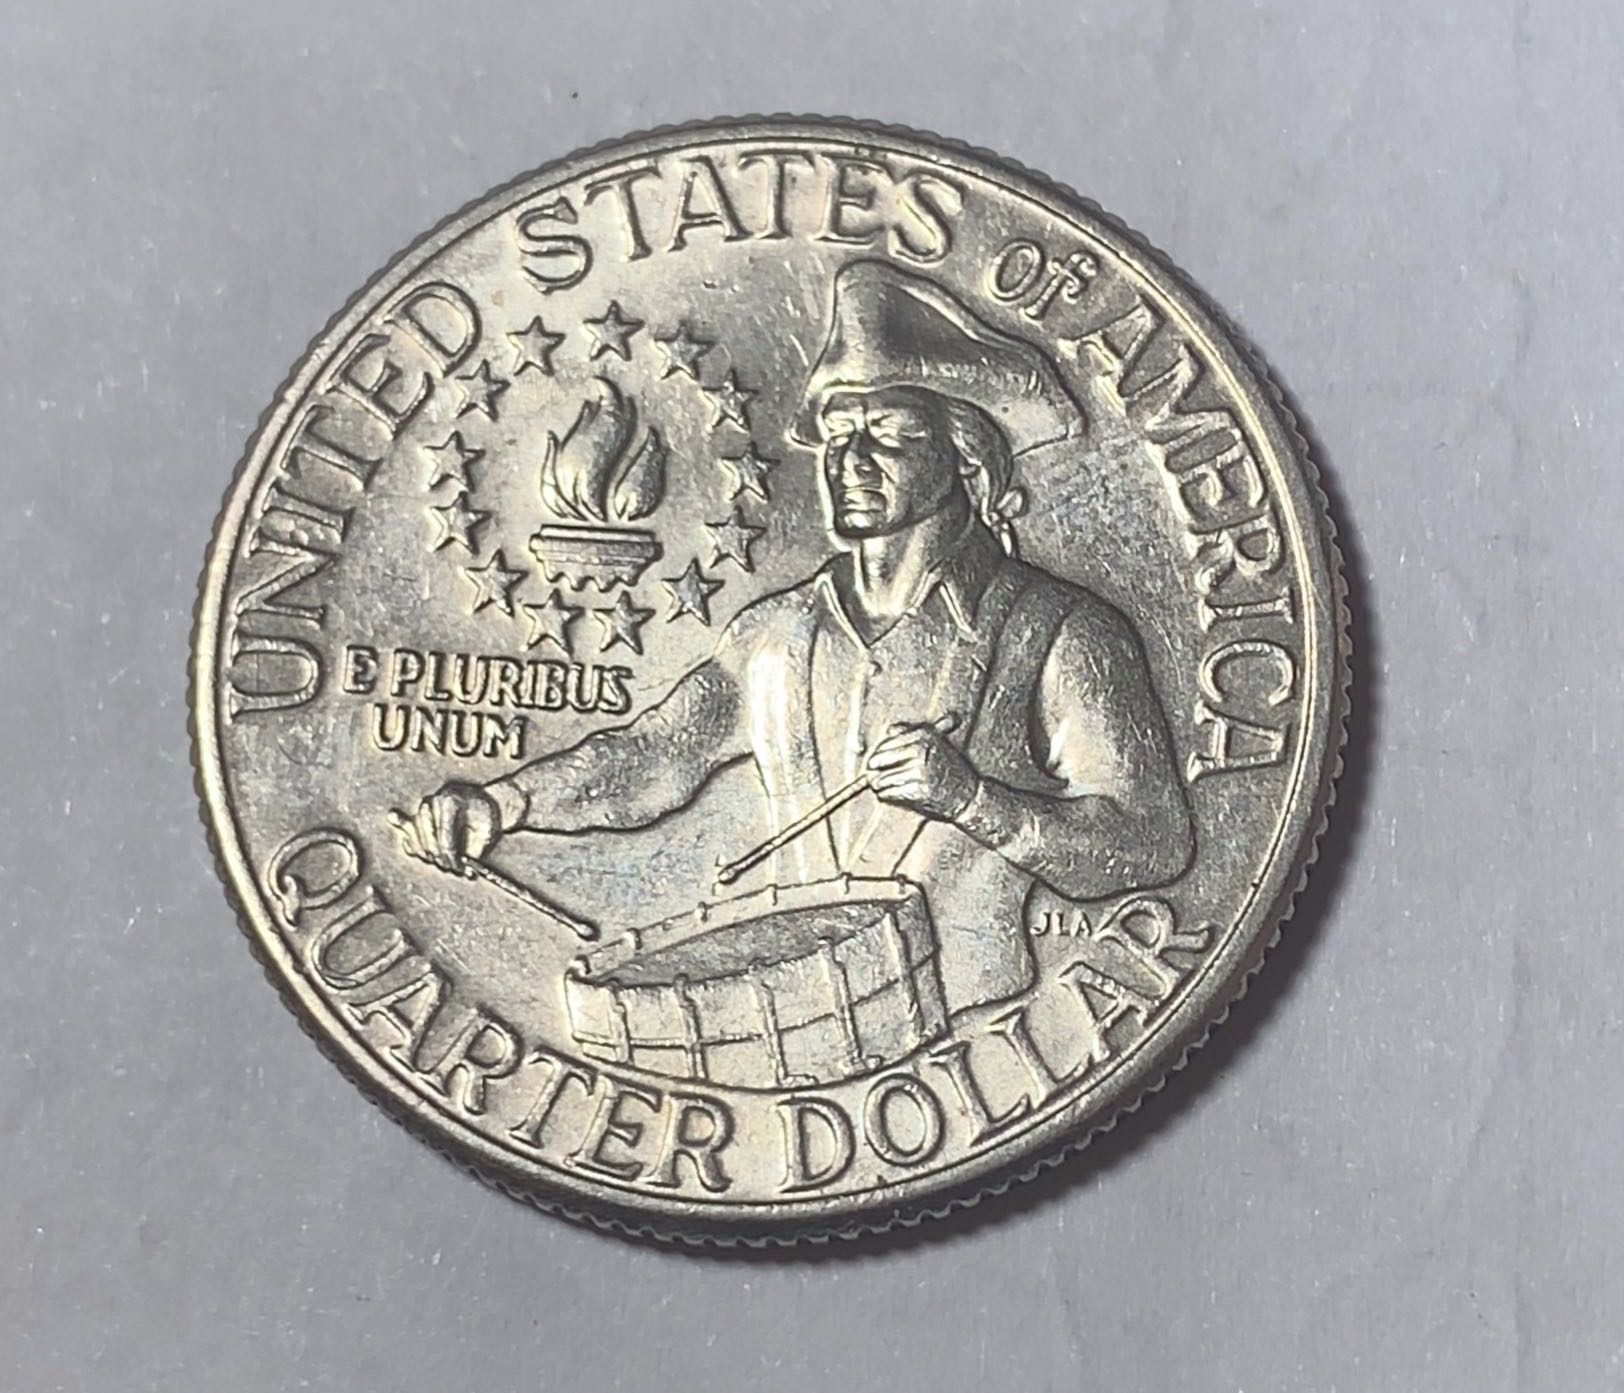 UNITED STATES of AMERICA
E PLURIBUS
UNUM
JLA
QUARTER DOLLAR